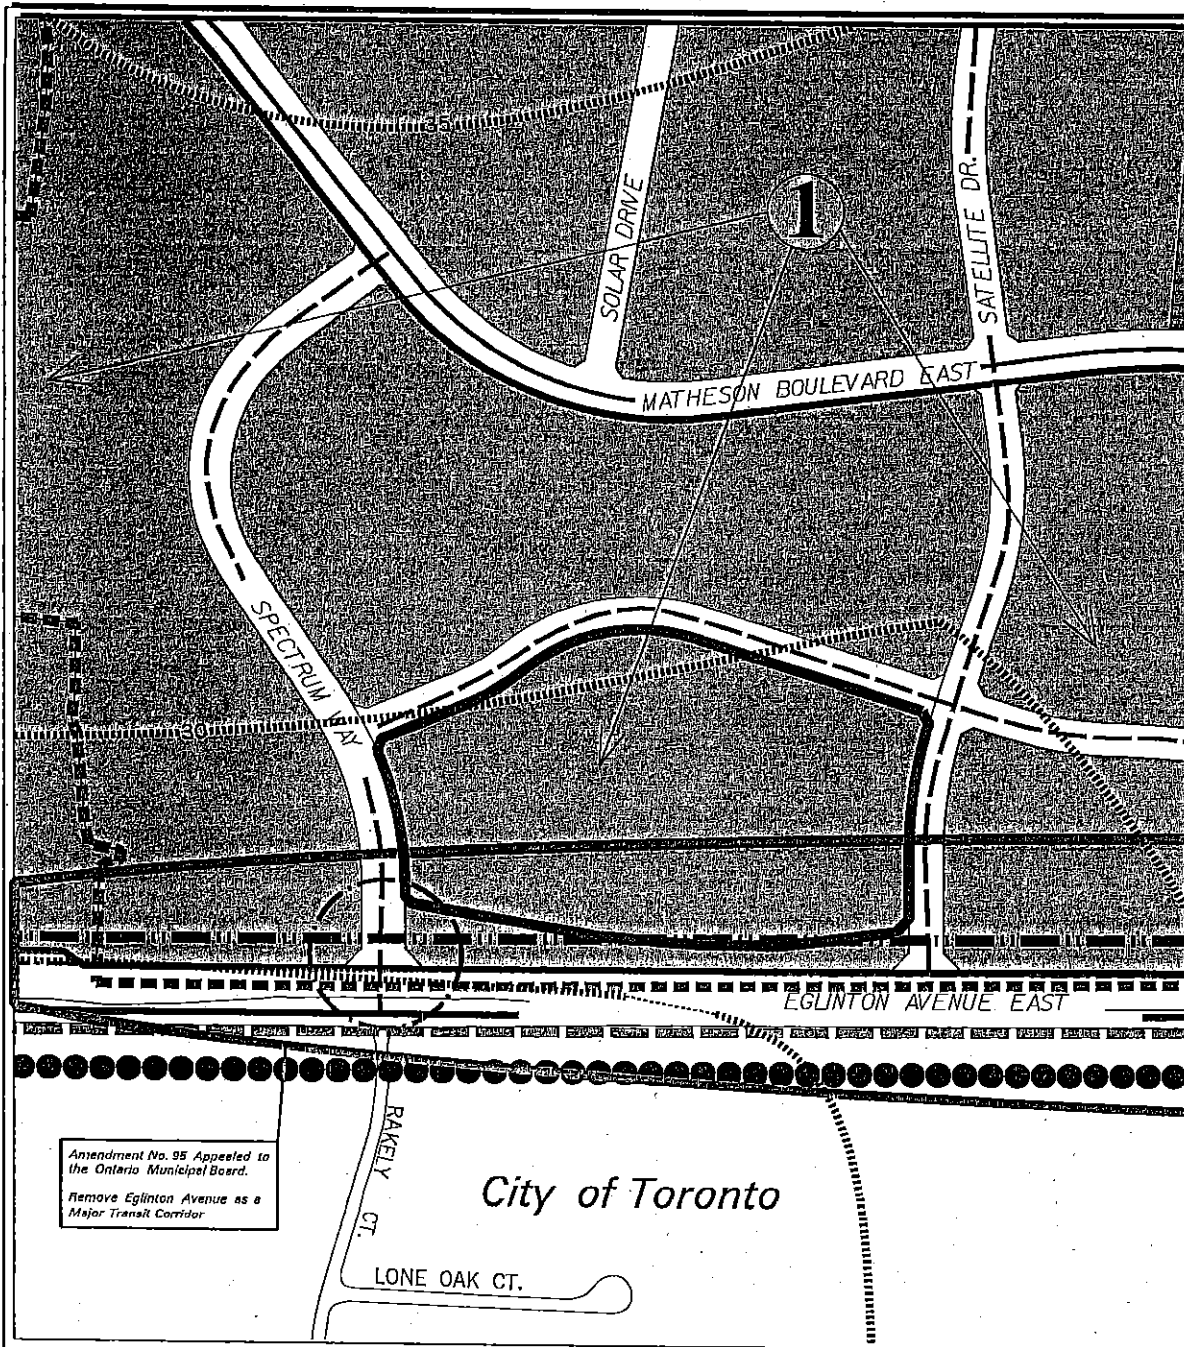 35
1
SOLAR DRIVE
SATELLITE DR.
MATHESON BOULEVARD EAST
SPECTRUM WAY
30
EGLINTON AVENUE EAST
Amendment No. 95 Appealed to
the Ontario Municipal Board.
Remove Eglinton Avenue as a
Major Transit Corridor
RAKELY CT.
City of Toronto
LONE OAK CT.